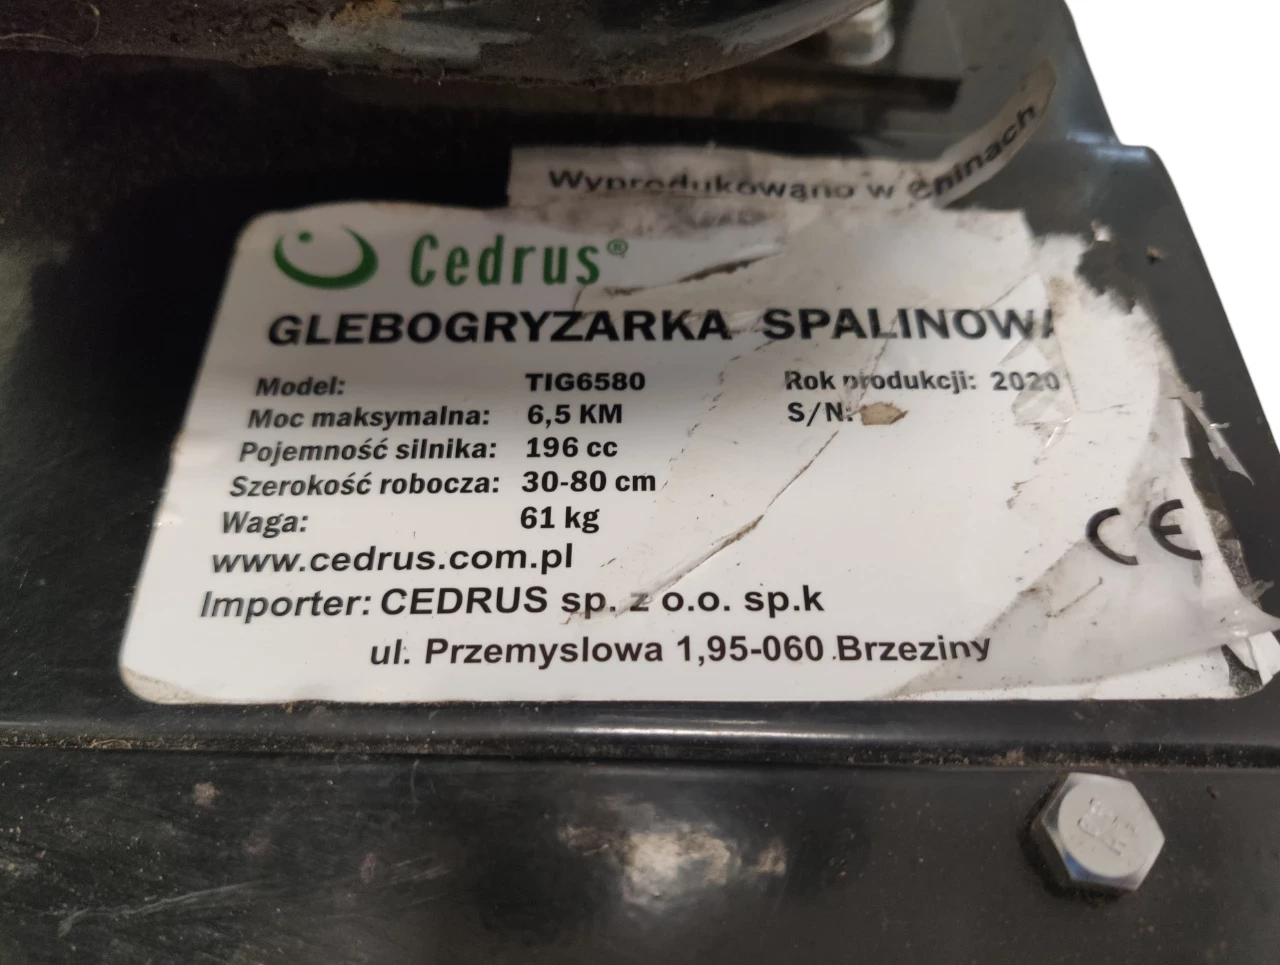 Wyprodukowano w Chinach
Cedrus®
GLEBOGRYZARKA SPALINOWA
Model: TIG6580 Rok produkcji: 2020
Moc maksymalna: 6,5 KM S/N:
Pojemność silnika: 196 cc
Szerokość robocza: 30-80 cm
Waga: 61 kg
www.cedrus.com.pl
CE
Importer: CEDRUS sp. z o.o. sp.k
ul. Przemyslowa 1,95-060 Brzeziny